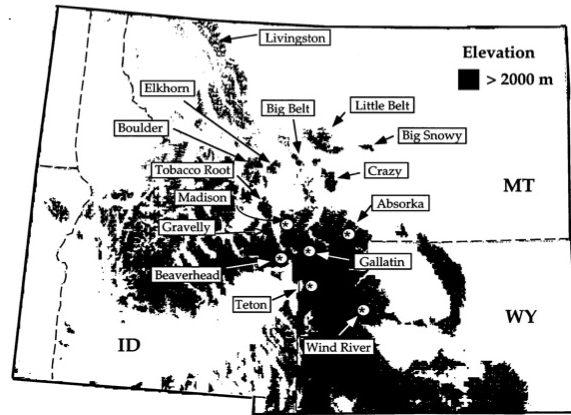 Livingston
Elevation
> 2000 m
Elkhorn
Big Belt
Little Belt
Boulder
Big Snowy
Tobacco Root
Crazy
MT
Madison
Absorka
Gravelly
Beaverhead
Gallatin
Teton
WY
ID
Wind River